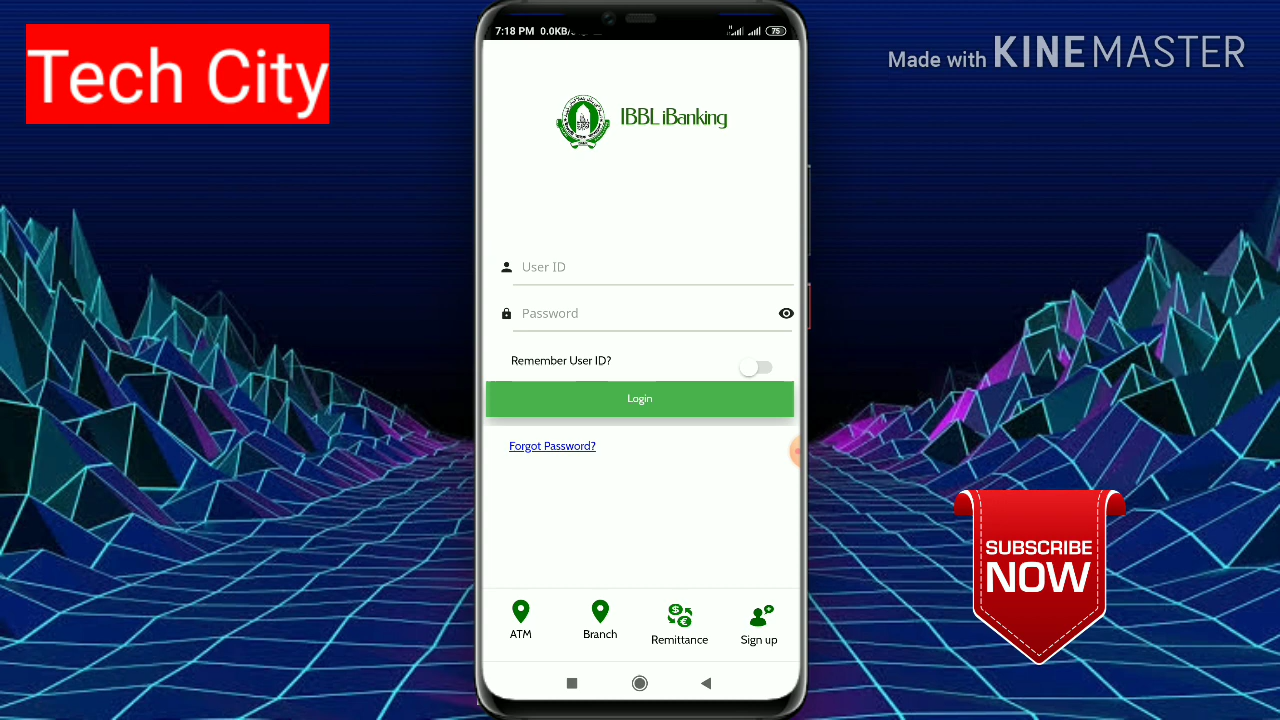 Tech City
Made with KINEMASTER
7:18 PM 0.0KB/
75
IBBL iBanking
User ID
Password
Remember User ID?
Login
Forgot Password?
SUBSCRIBE
NOW
ATM
Branch
Remittance
Sign up